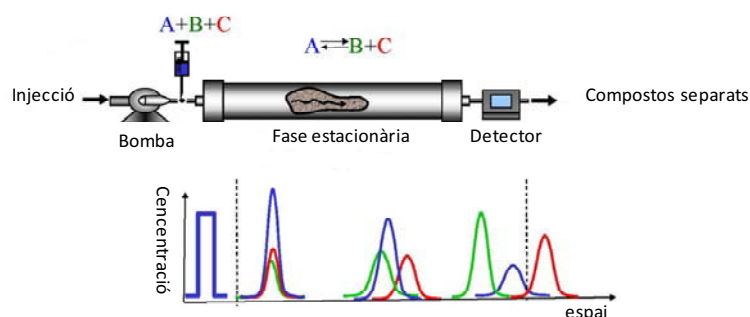 A+B+C
A⇄B+C
Injecció
Compostos separats
Bomba
Fase estacionària
Detector
Cencentració
espai